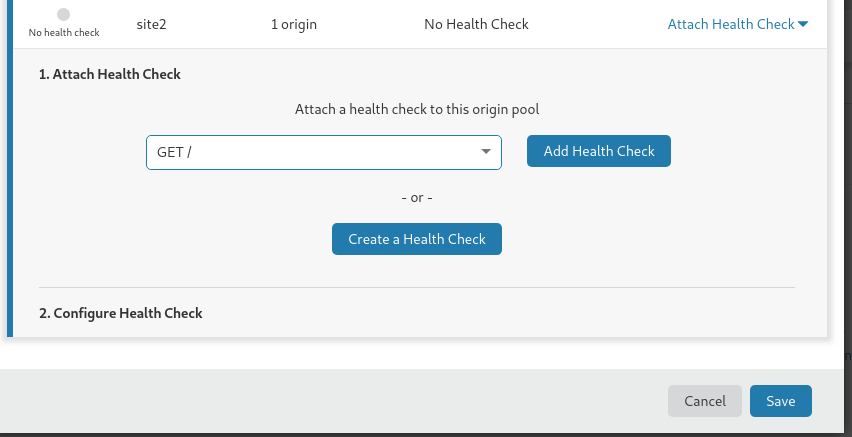 No health check
site2
1 origin
No Health Check
Attach Health Check
1. Attach Health Check
Attach a health check to this origin pool
GET /
Add Health Check
- or -
Create a Health Check
2. Configure Health Check
Cancel
Save